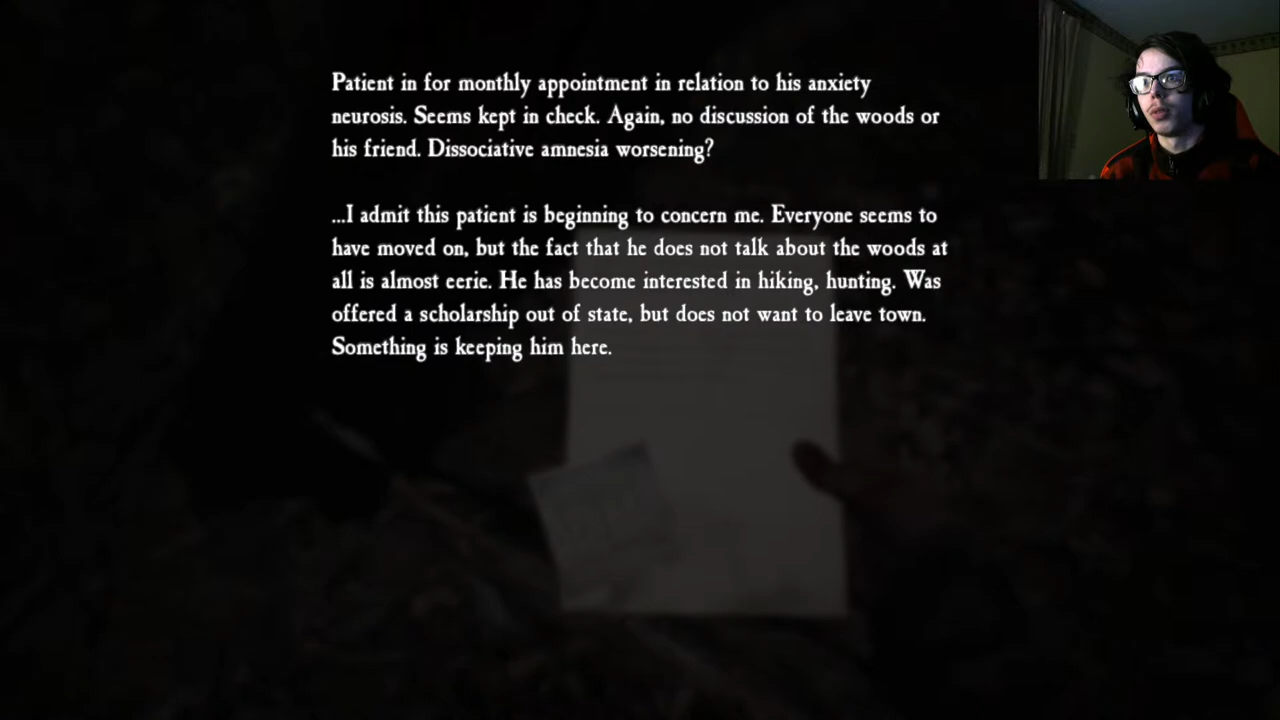 Patient in for monthly appointment in relation to his anxiety
neurosis. Seems kept in check. Again, no discussion of the woods or
his friend. Dissociative amnesia worsening?
...I admit this patient is beginning to concern me. Everyone seems to
have moved on, but the fact that he does not talk about the woods at
all is almost eerie. He has become interested in hiking, hunting. Was
offered a scholarship out of state, but does not want to leave town.
Something is keeping him here.